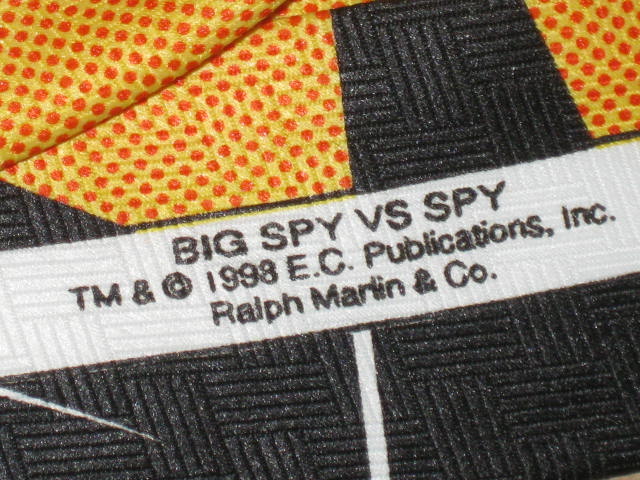 BIG SPY VS SPY
TM & © 1998 E.C. Publications, Inc.
Ralph Marlin & Co.